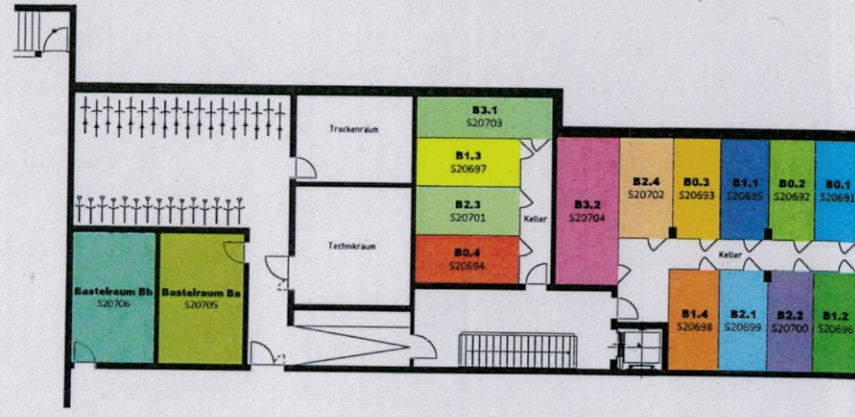 Trockenraum
Technikraum
Bastelraum Bb
S20706
Bastelraum Ba
S20705
B3.1
S20703
B1.3
S20697
B2.3
S20701
B0.4
S20694
Keller
B3.2
S20704
B2.4
S20702
B0.3
S20693
B1.1
S20695
B0.2
S20692
B0.1
S20691
Keller
B1.4
S20698
B2.1
S20699
B2.2
S20700
B1.2
S20696